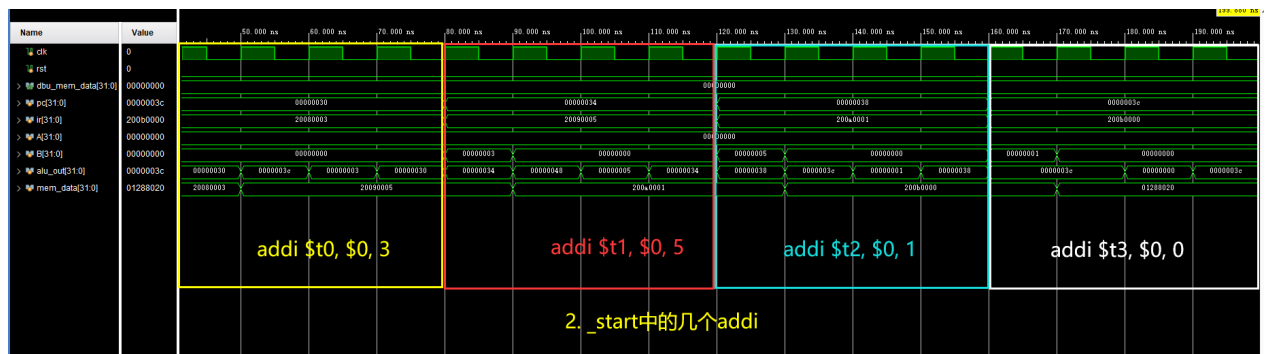 199.860 ns
Name Value
50.000 ns 60.000 ns 70.000 ns 80.000 ns 90.000 ns 100.000 ns 110.000 ns 120.000 ns 130.000 ns 140.000 ns 150.000 ns 160.000 ns 170.000 ns 180.000 ns 190.000 ns
clk 0
rst 0
dbu_mem_data[31:0] 00000000 00000000
pc[31:0] 0000003c 00000030 00000034 00000038 0000003c
ir[31:0] 200b0000 20080003 20090005 200a0001 200b0000
A[31:0] 00000000 00000000
B[31:0] 00000000 00000000 00000003 00000000 00000005 00000000 00000001 00000000
alu_out[31:0] 0000003c 00000030 0000003c 00000003 00000030 00000034 00000048 00000005 00000034 00000038 0000003c 00000001 00000038 0000003c 00000000 0000003c
mem_data[31:0] 01288020 20080003 20090005 200a0001 200b0000 01288020
addi $t0, $0, 3 addi $t1, $0, 5 addi $t2, $0, 1 addi $t3, $0, 0
2. _start中的几个addi